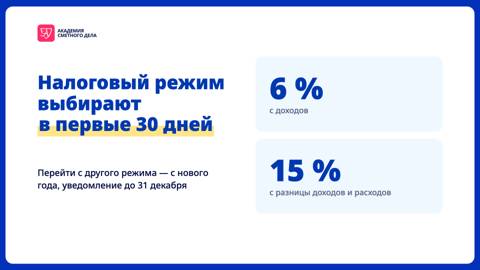 АКАДЕМИЯ
СМЕТНОГО ДЕЛА
Налоговый режим
выбирают
в первые 30 дней
Перейти с другого режима — с нового
года, уведомление до 31 декабря
6 %
с доходов
15 %
с разницы доходов и расходов